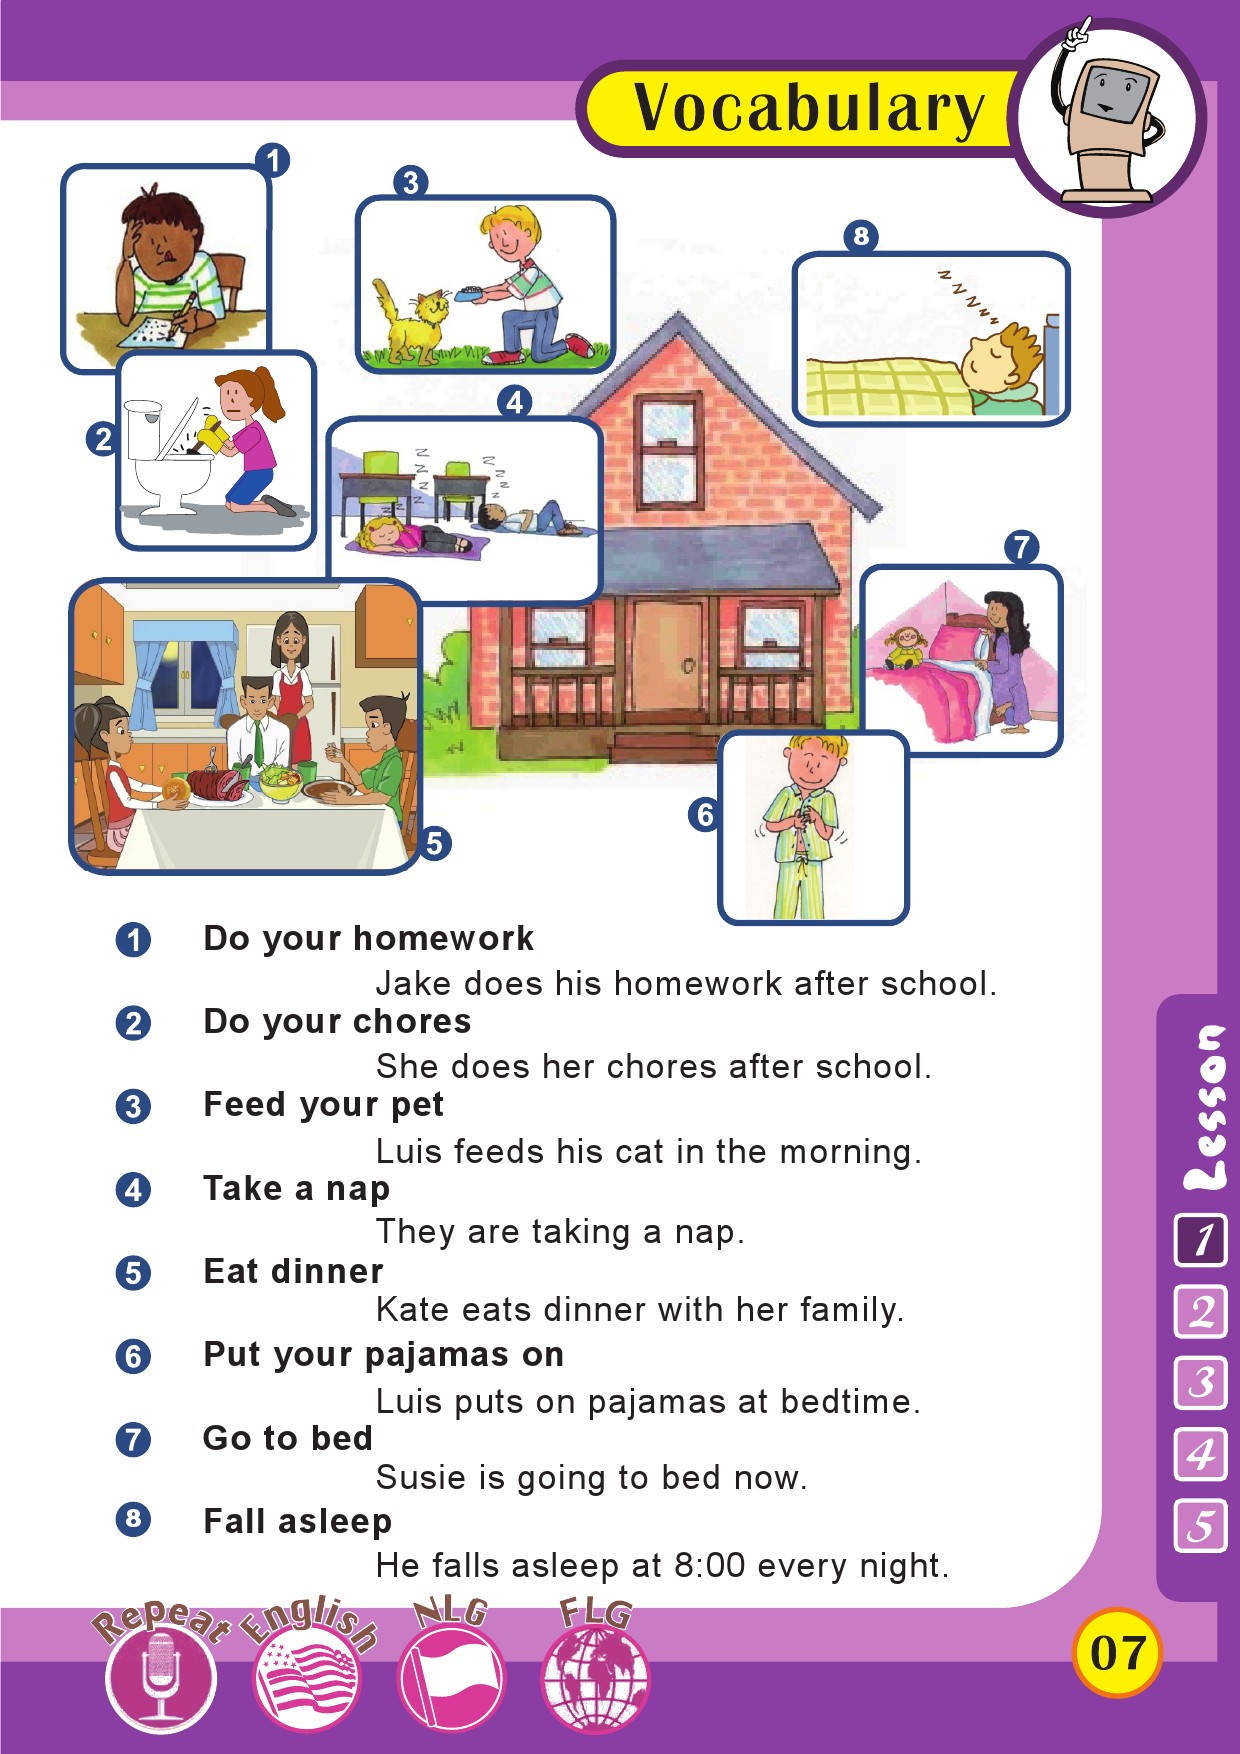 Vocabulary
1
3
8
2
4
7
6
5
z z z z z z
z z z z
z z z z
1 Do your homework
Jake does his homework after school.
2 Do your chores
She does her chores after school.
3 Feed your pet
Luis feeds his cat in the morning.
4 Take a nap
They are taking a nap.
5 Eat dinner
Kate eats dinner with her family.
6 Put your pajamas on
Luis puts on pajamas at bedtime.
7 Go to bed
Susie is going to bed now.
8 Fall asleep
He falls asleep at 8:00 every night.
Lesson
1
2
3
4
5
Repeat
English
NLG
FLG
07